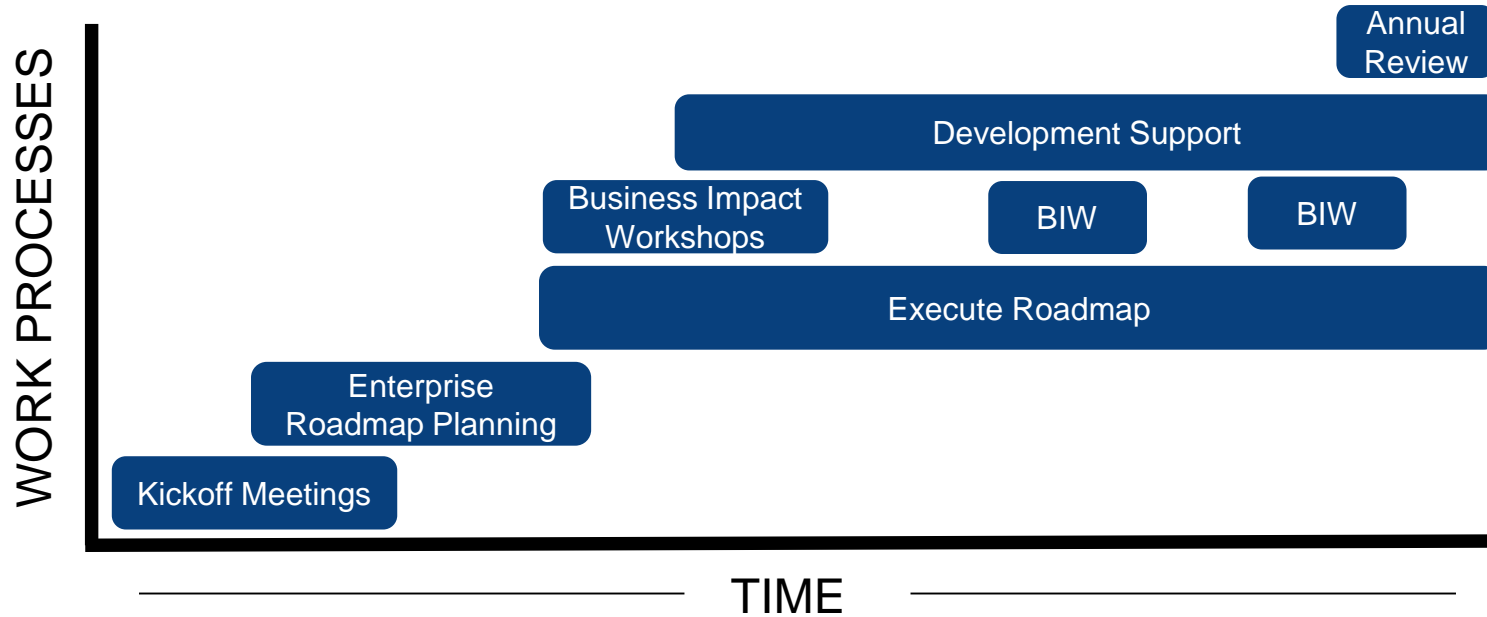 WORK PROCESSES
Annual
Review
Development Support
Business Impact
Workshops
BIW
BIW
Execute Roadmap
Enterprise
Roadmap Planning
Kickoff Meetings
TIME